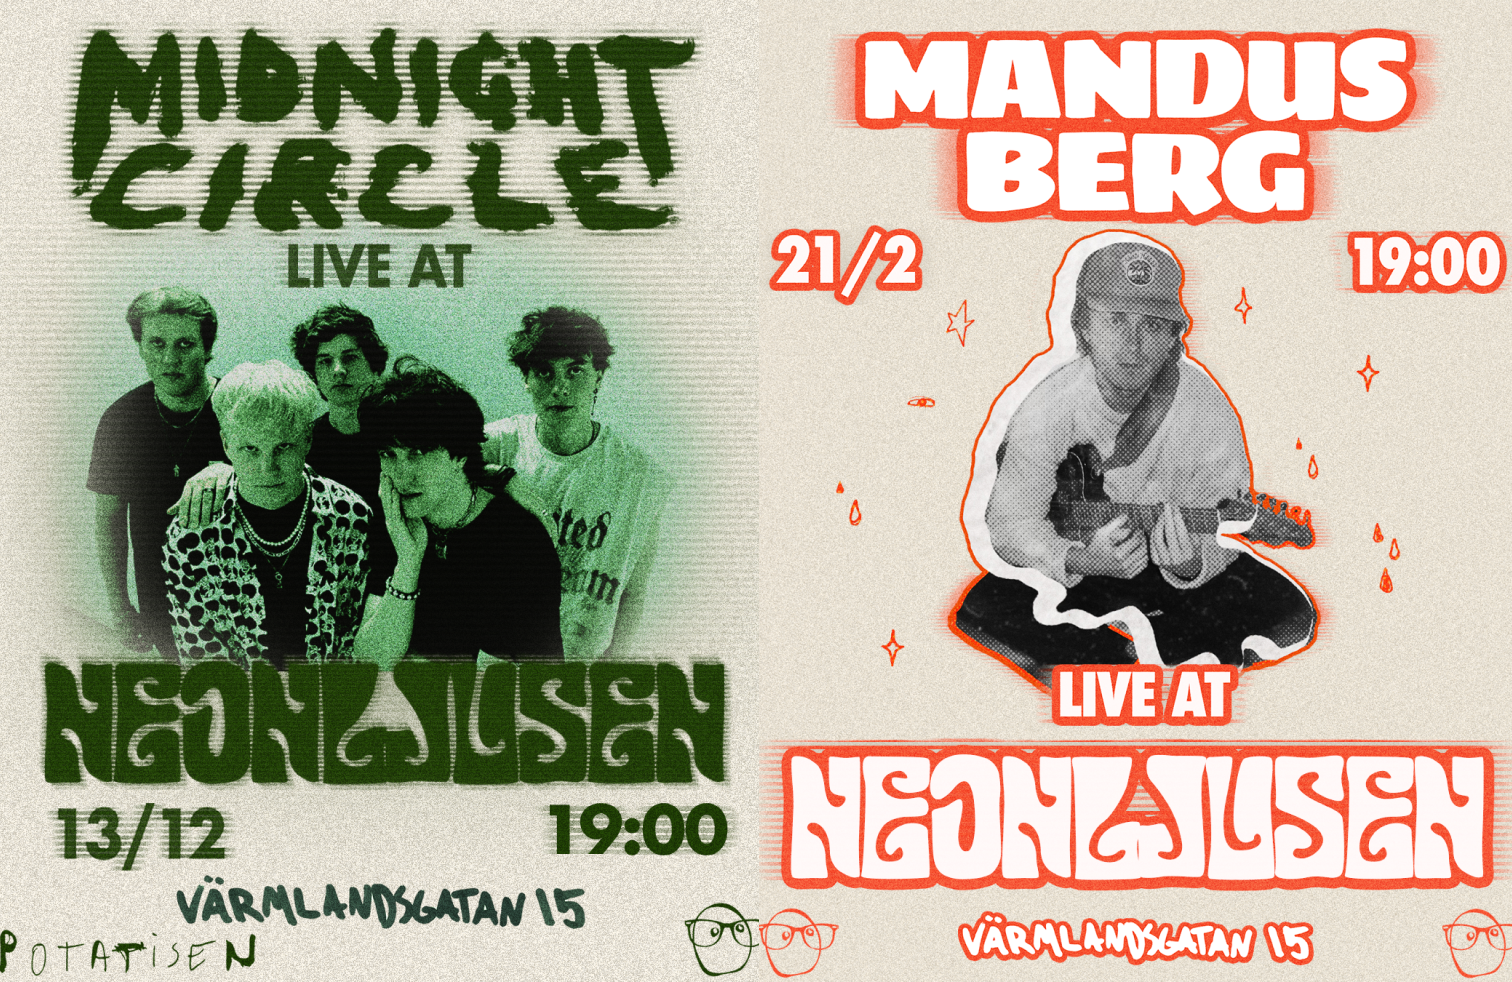 MIDNIGHT
CIRCLE
LIVE AT
NEONLJUSEN
13/12
19:00
VÄRMLANDSGATAN 15
POTATISEN
MANDUS
BERG
21/2
19:00
LIVE AT
NEONLJUSEN
VÄRMLANDSGATAN 15